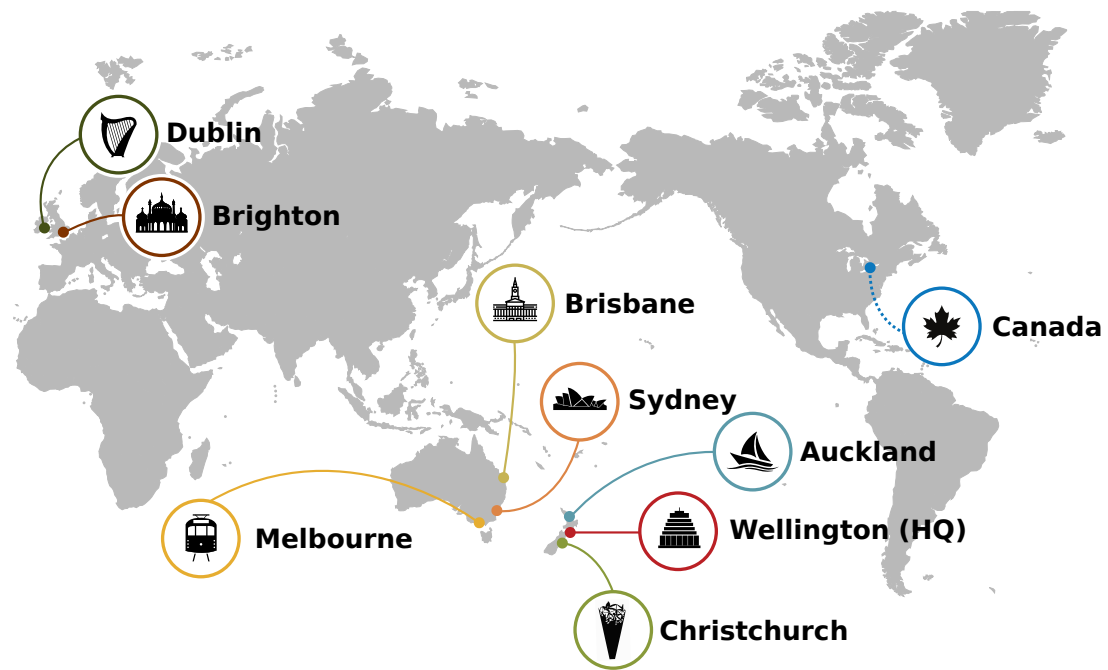 Dublin
Brighton
Brisbane
Canada
Sydney
Auckland
Wellington (HQ)
Melbourne
Christchurch